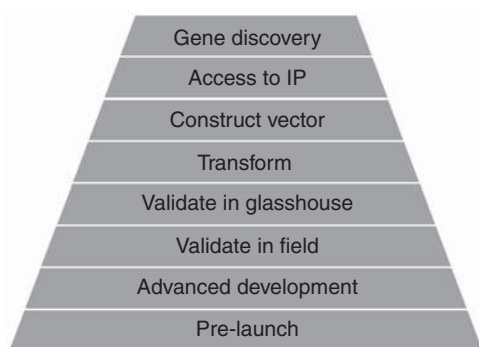 Gene discovery
Access to IP
Construct vector
Transform
Validate in glasshouse
Validate in field
Advanced development
Pre-launch